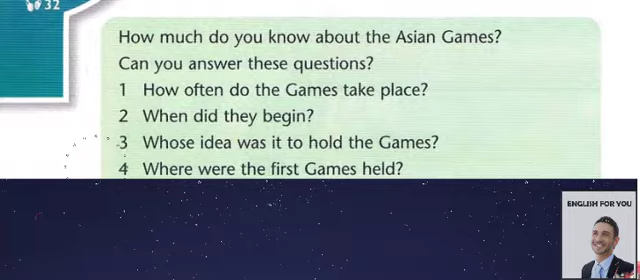 32
How much do you know about the Asian Games?
Can you answer these questions?
1 How often do the Games take place?
2 When did they begin?
3 Whose idea was it to hold the Games?
4 Where were the first Games held?
ENGLISH FOR YOU